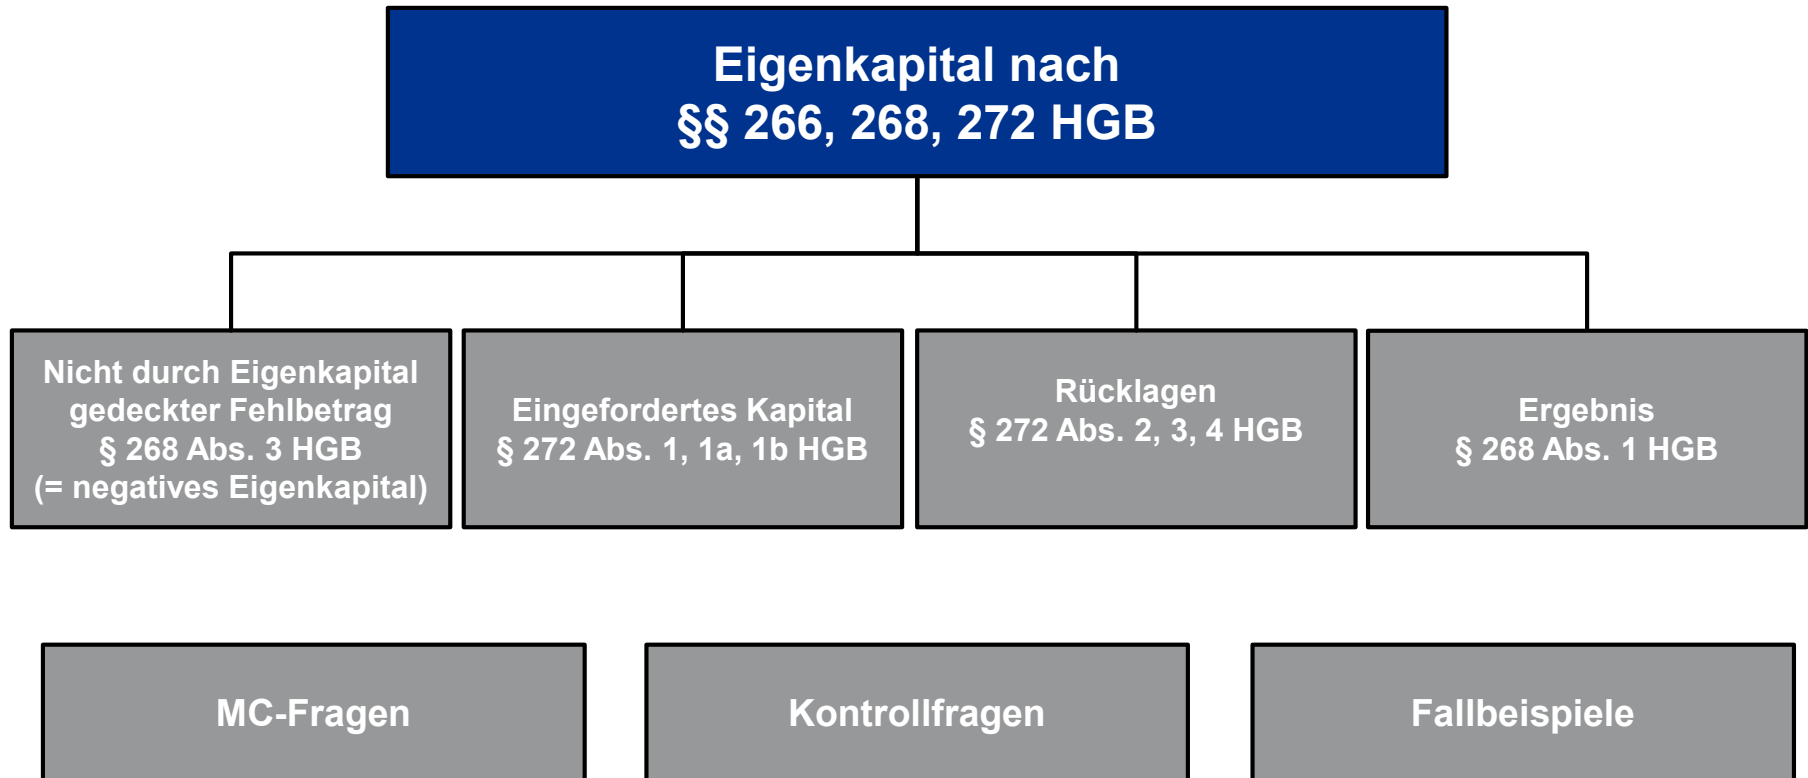 Eigenkapital nach
§§ 266, 268, 272 HGB
Nicht durch Eigenkapital
gedeckter Fehlbetrag
§ 268 Abs. 3 HGB
(= negatives Eigenkapital)
Eingefordertes Kapital
§ 272 Abs. 1, 1a, 1b HGB
Rücklagen
§ 272 Abs. 2, 3, 4 HGB
Ergebnis
§ 268 Abs. 1 HGB
MC-Fragen
Kontrollfragen
Fallbeispiele